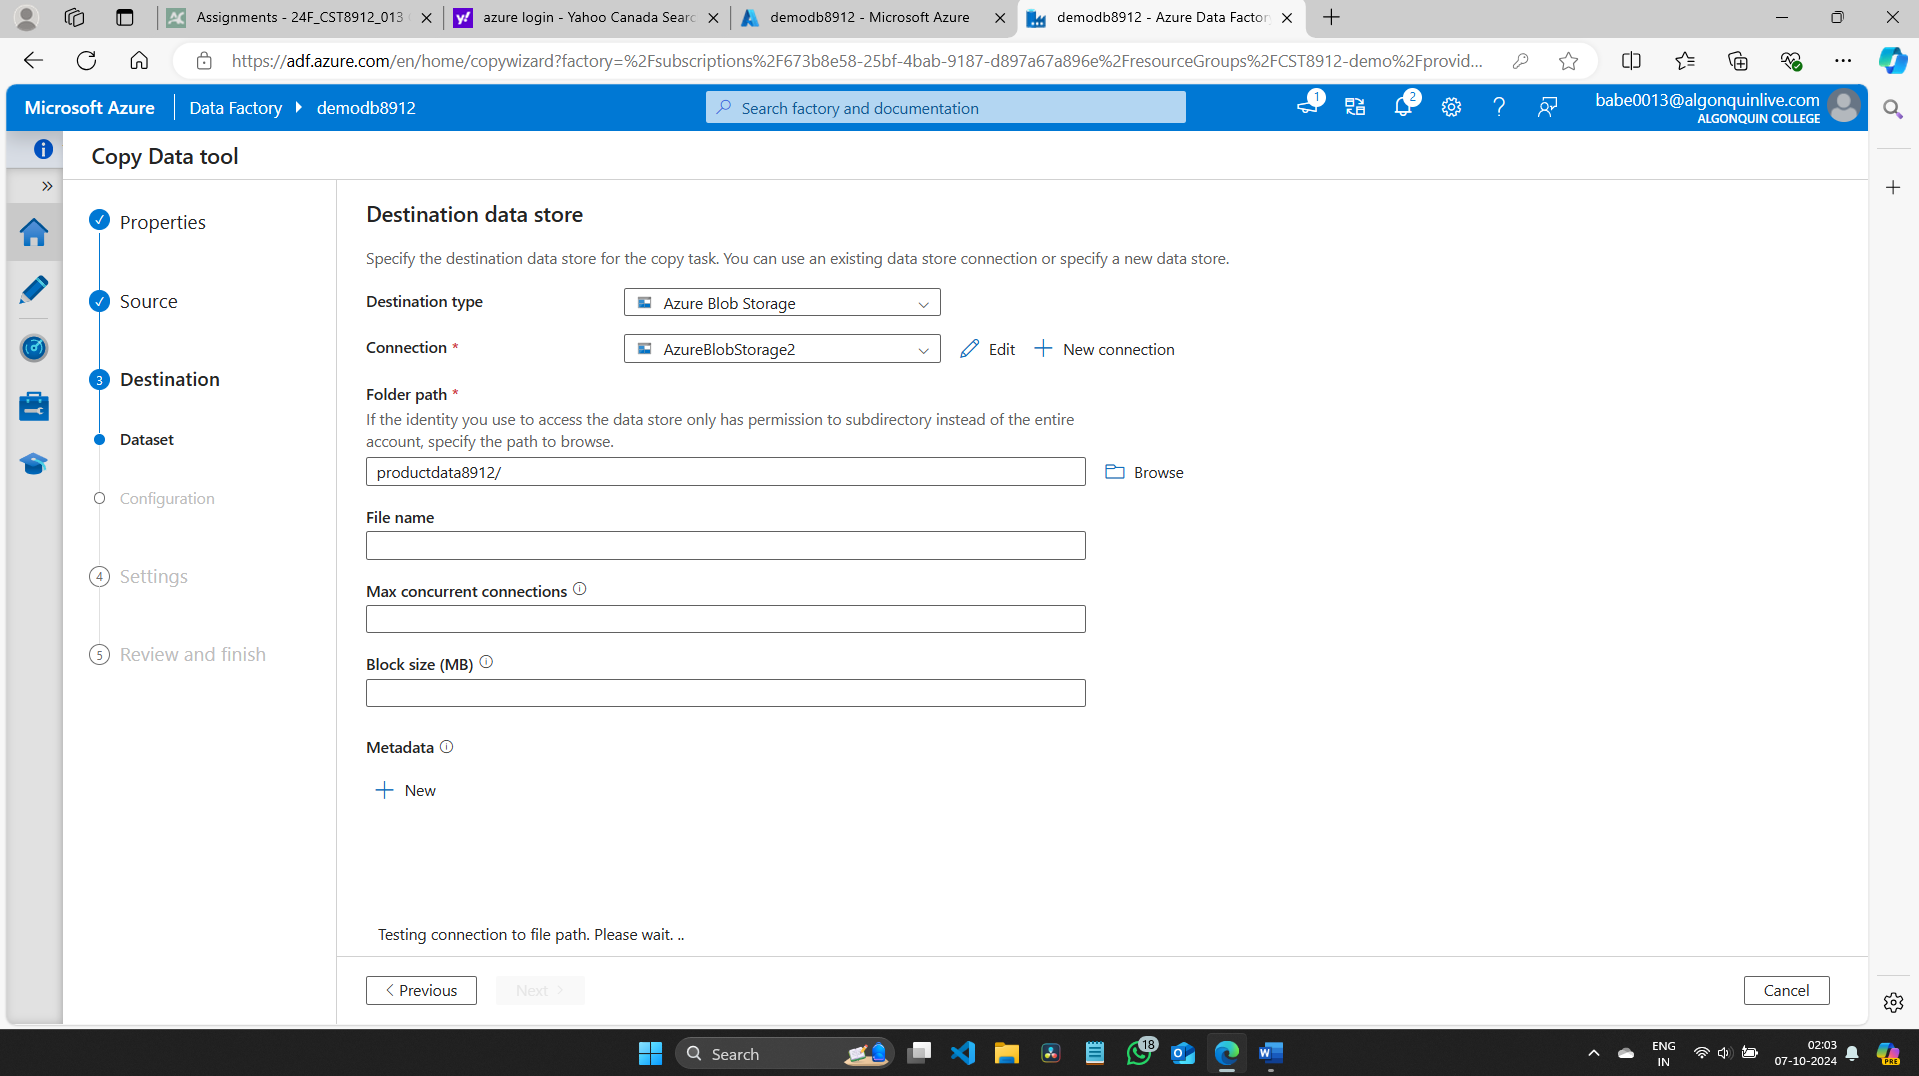 Assignments - 24F_CST8912_013
azure login - Yahoo Canada Searc
demodb8912 - Microsoft Azure
demodb8912 - Azure Data Factor
https://adf.azure.com/en/home/copywizard?factory=%2Fsubscriptions%2F673b8e58-25bf-4bab-9187-d897a67a896e%2FresourceGroups%2FCST8912-demo%2Fprovid...
Microsoft Azure
Data Factory
demodb8912
Search factory and documentation
1
2
babe0013@algonquinlive.com
ALGONQUIN COLLEGE
Copy Data tool
Properties
Source
3 Destination
Dataset
Configuration
4 Settings
5 Review and finish
Destination data store
Specify the destination data store for the copy task. You can use an existing data store connection or specify a new data store.
Destination type
Azure Blob Storage
Connection *
AzureBlobStorage2
Edit
New connection
Folder path *
If the identity you use to access the data store only has permission to subdirectory instead of the entire
account, specify the path to browse.
productdata8912/
Browse
File name
Max concurrent connections
Block size (MB)
Metadata
New
Testing connection to file path. Please wait. ..
< Previous
Next >
Cancel
Search
18
ENG
IN
02:03
07-10-2024
PRE